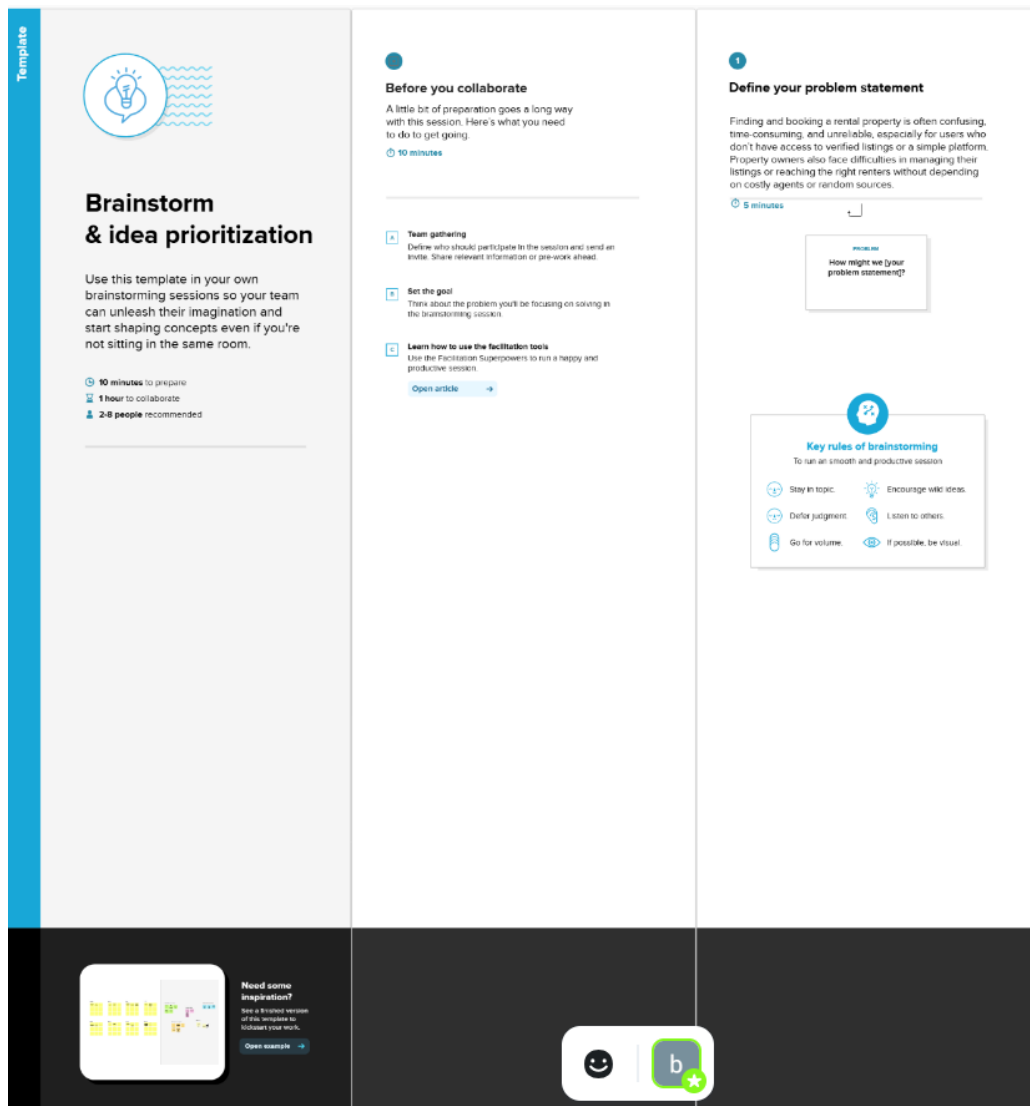 Template
Brainstorm
& idea prioritization
Use this template in your own
brainstorming sessions so your team
can unleash their imagination and
start shaping concepts even if you're
not sitting in the same room.
10 minutes to prepare
1 hour to collaborate
2-8 people recommended
Before you collaborate
A little bit of preparation goes a long way
with this session. Here's what you need
to do to get going.
10 minutes
A
Team gathering
Define who should participate in the session and send an
invite. Share relevant information or pre-work ahead.
B
Set the goal
Think about the problem you'll be focusing on solving in
the brainstorming session.
C
Learn how to use the facilitation tools
Use the Facilitation Superpowers to run a happy and
productive session.
Open article
1
Define your problem statement
Finding and booking a rental property is often confusing,
time-consuming, and unreliable, especially for users who
don't have access to verified listings or a simple platform.
Property owners also face difficulties in managing their
listings or reaching the right renters without depending
on costly agents or random sources.
5 minutes
PROBLEM
How might we [your
problem statement]?
Key rules of brainstorming
To run an smooth and productive session
Stay in topic.
Encourage wild ideas.
Defer judgment.
Listen to others.
Go for volume.
If possible, be visual.
Need some
inspiration?
See a finished version
of this template to
kickstart your work.
Open example
b